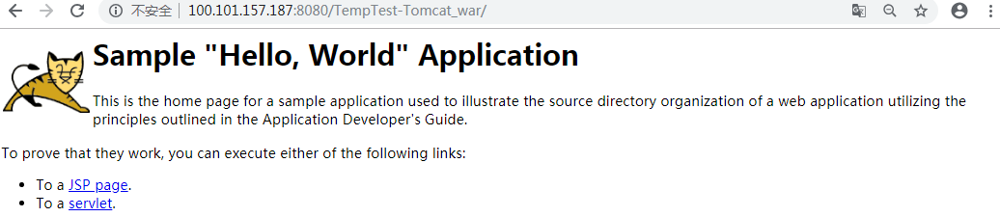 不安全 | 100.101.157.187:8080/TempTest-Tomcat_war/
Sample "Hello, World" Application
This is the home page for a sample application used to illustrate the source directory organization of a web application utilizing the
principles outlined in the Application Developer's Guide.
To prove that they work, you can execute either of the following links:
• To a JSP page.
• To a servlet.